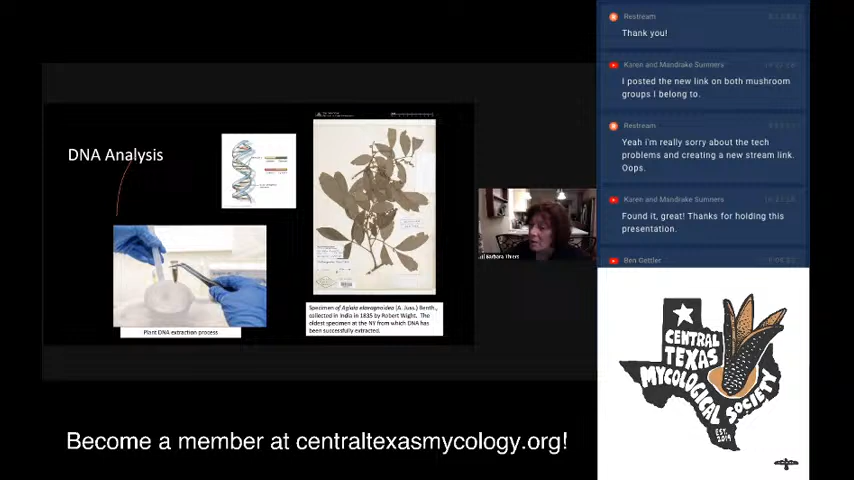 DNA Analysis
Plant DNA extraction process
Specimen of Aglaia elaeagnoidea (A. Juss.) Benth.,
collected in India in 1835 by Robert Wight. The
oldest specimen at the NY from which DNA has
been successfully extracted.
Barbara Thiers
Restream
Thank you!
Karen and Mandrake Sumners
I posted the new link on both mushroom
groups I belong to.
Restream
Yeah i'm really sorry about the tech
problems and creating a new stream link.
Oops.
Karen and Mandrake Sumners
Found it, great! Thanks for holding this
presentation.
Ben Gettler
CENTRAL
TEXAS
MYCOLOGICAL
SOCIETY
EST.
2019
Become a member at centraltexasmycology.org!